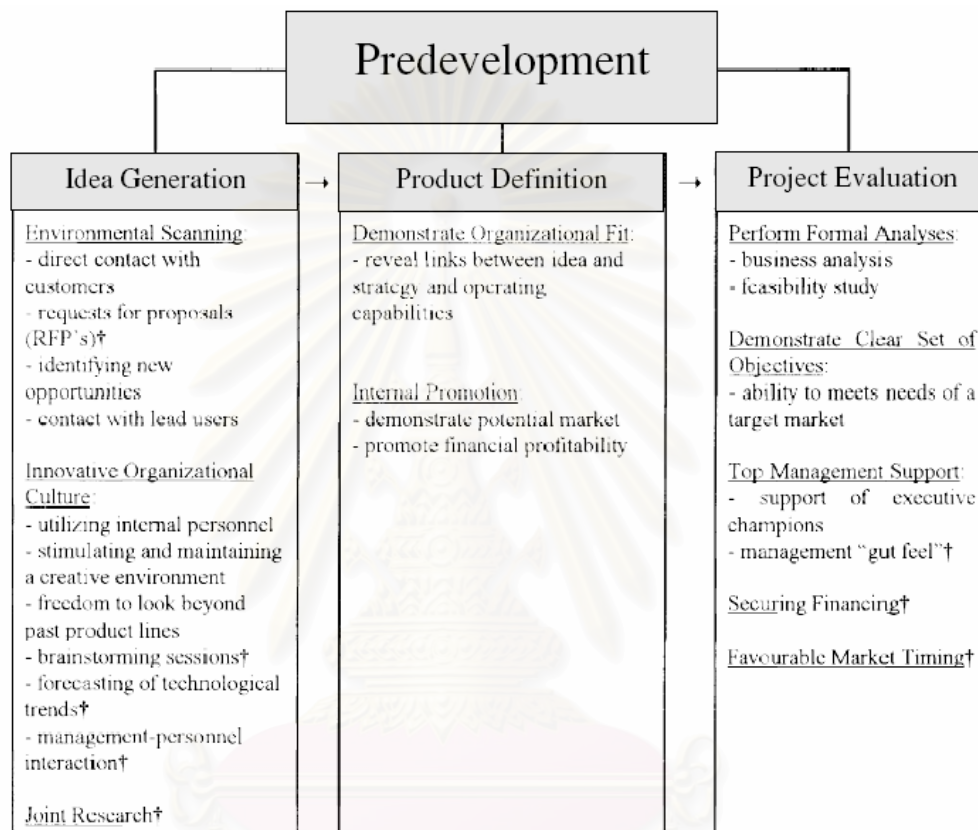 Predevelopment
Idea Generation
→
Product Definition
→
Project Evaluation
Environmental Scanning:
- direct contact with
customers
- requests for proposals
(RFP's)†
- identifying new
opportunities
- contact with lead users
Innovative Organizational
Culture:
- utilizing internal personnel
- stimulating and maintaining
a creative environment
- freedom to look beyond
past product lines
- brainstorming sessions†
- forecasting of technological
trends†
- management-personnel
interaction†
Joint Research†
Demonstrate Organizational Fit:
- reveal links between idea and
strategy and operating
capabilities
Internal Promotion:
- demonstrate potential market
- promote financial profitability
Perform Formal Analyses:
- business analysis
- feasibility study
Demonstrate Clear Set of
Objectives:
- ability to meets needs of a
target market
Top Management Support:
- support of executive
champions
- management “gut feel”†
Securing Financing†
Favourable Market Timing†